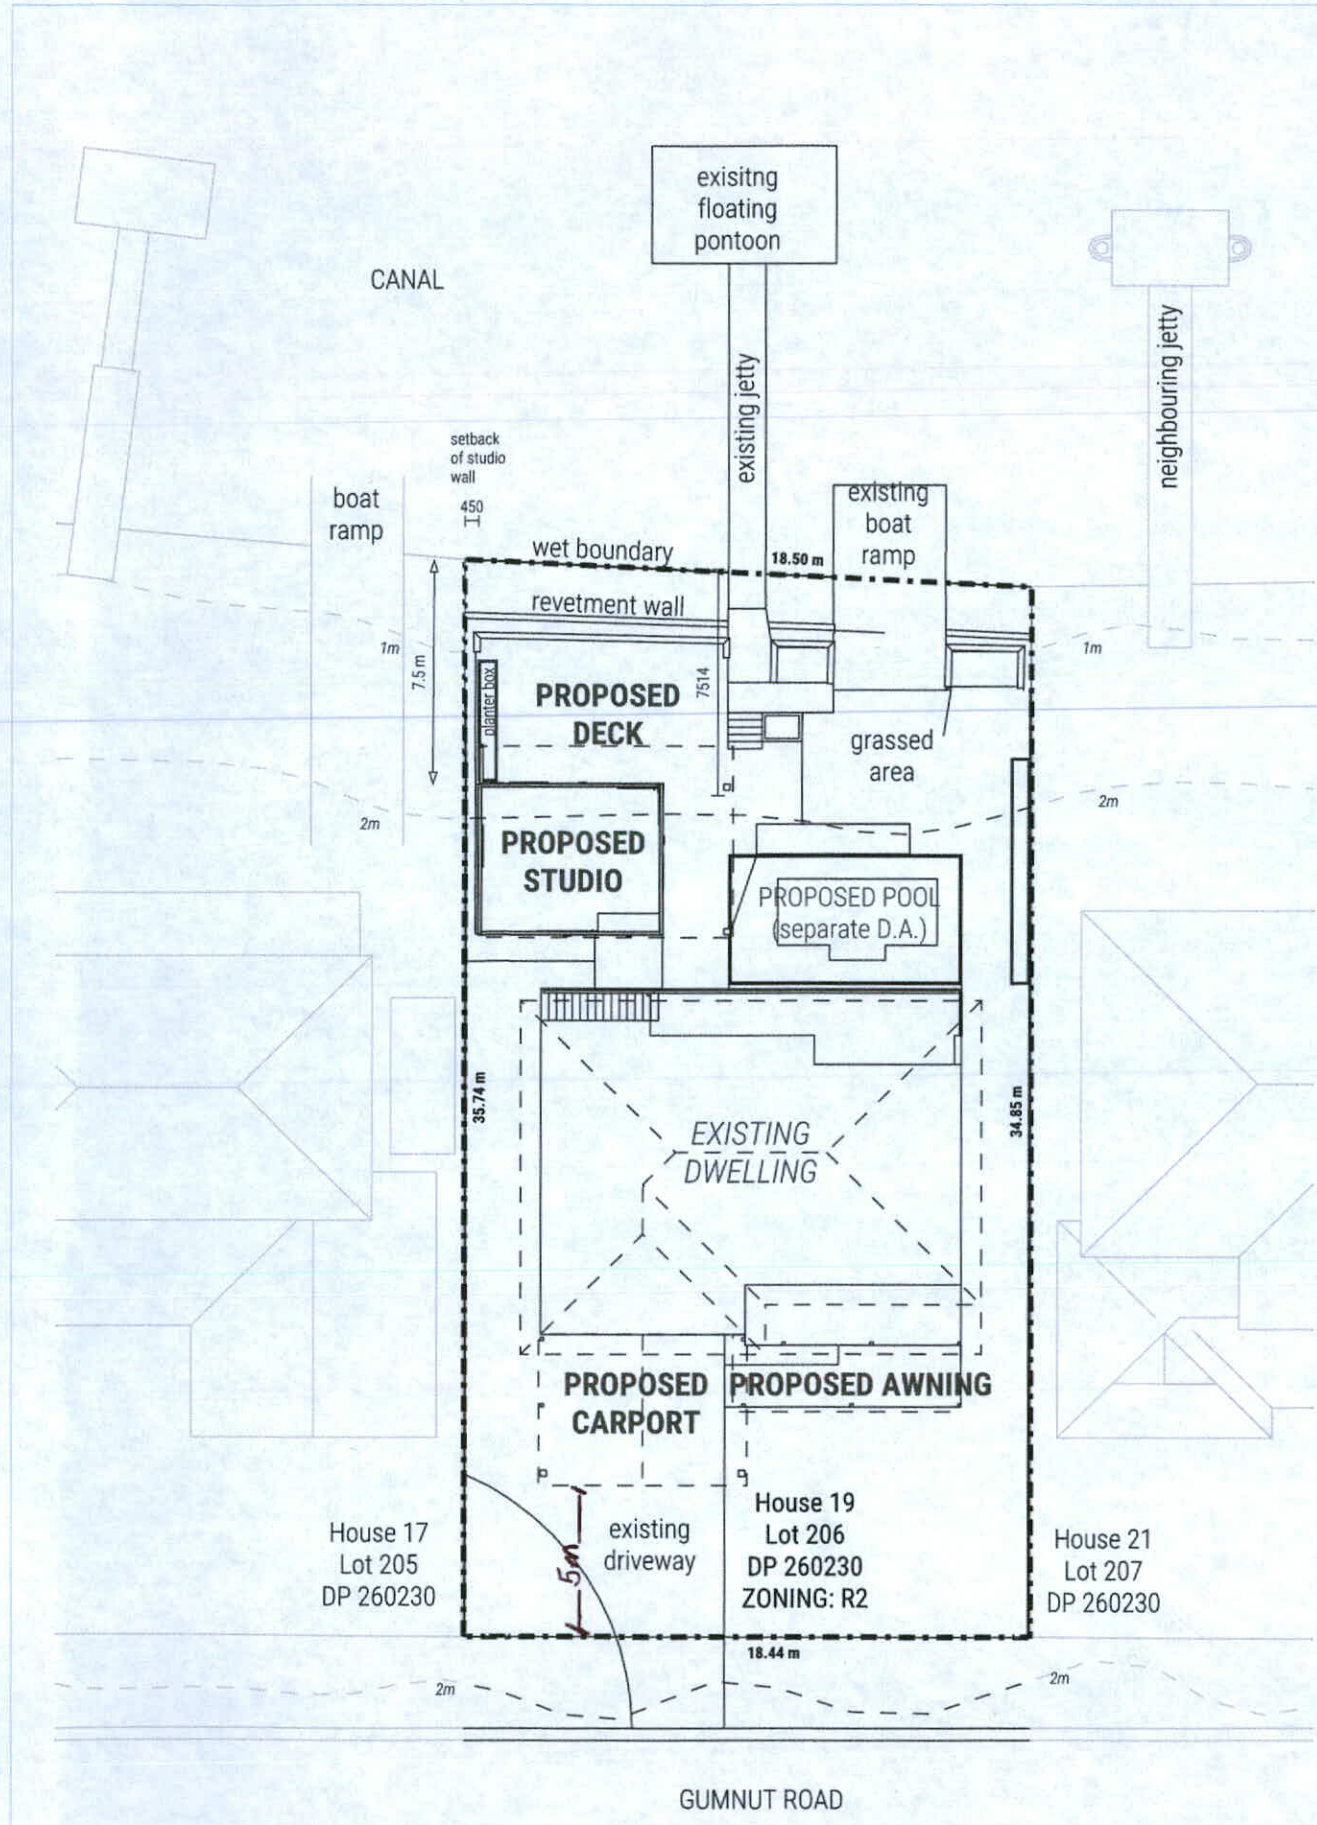 exisitng
floating
pontoon
CANAL
existing jetty
neighbouring jetty
setback
of studio
wall
450
boat
ramp
existing
boat
ramp
wet boundary
18.50 m
revetment wall
1m
1m
7.5 m
planter box
PROPOSED
DECK
7514
grassed
area
2m
2m
PROPOSED
STUDIO
PROPOSED POOL
(separate D.A.)
35.74 m
34.85 m
EXISTING
DWELLING
PROPOSED
CARPORT
PROPOSED AWNING
5m
existing
driveway
House 17
Lot 205
DP 260230
House 19
Lot 206
DP 260230
ZONING: R2
House 21
Lot 207
DP 260230
18.44 m
2m
2m
GUMNUT ROAD